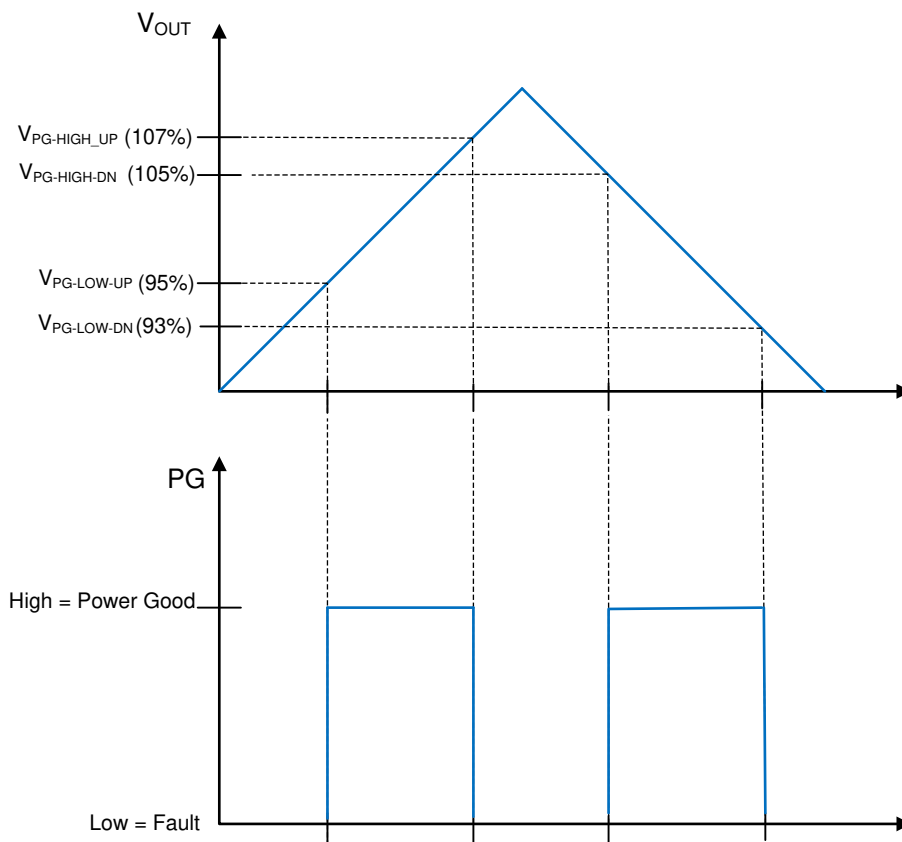 VOUT
VPG-HIGH_UP (107%)
VPG-HIGH-DN (105%)
VPG-LOW-UP (95%)
VPG-LOW-DN (93%)
PG
High = Power Good
Low = Fault